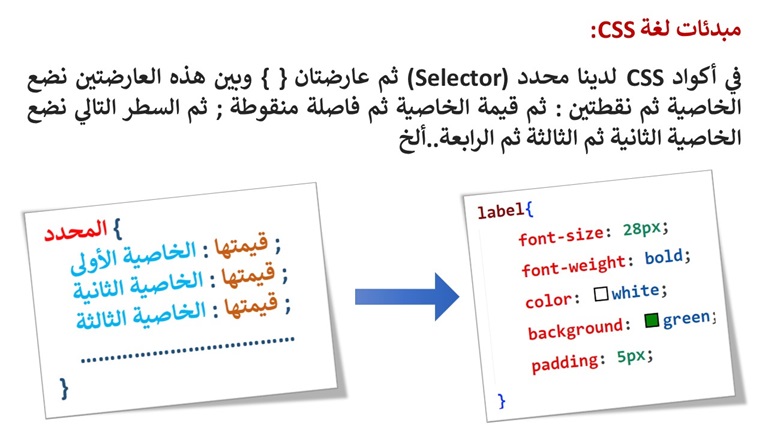 مبدئات لغة CSS:
في أكواد CSS لدينا محدد (Selector) ثم عارضتان { } وبين هذه العارضتين نضع
الخاصية ثم نقطتين : ثم قيمة الخاصية ثم فاصلة منقوطة ; ثم السطر التالي نضع
الخاصية الثانية ثم الثالثة ثم الرابعة..ألخ
المحدد {
الخاصية الأولى : قيمتها ;
الخاصية الثانية : قيمتها ;
الخاصية الثالثة : قيمتها ;
....................................
}
label{
font-size: 28px;
font-weight: bold;
color: white;
background: green;
padding: 5px;
}